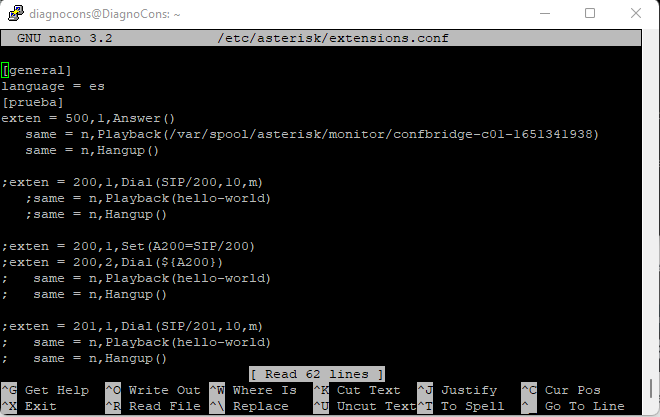 diagnocons@DiagnoCons: ~
GNU nano 3.2 /etc/asterisk/extensions.conf
[general]
language = es
[prueba]
exten = 500,1,Answer()
same = n,Playback(/var/spool/asterisk/monitor/confbridge-c01-1651341938)
same = n,Hangup()
;exten = 200,1,Dial(SIP/200,10,m)
;same = n,Playback(hello-world)
;same = n,Hangup()
;exten = 200,1,Set(A200=SIP/200)
;exten = 200,2,Dial(${A200})
;   same = n,Playback(hello-world)
;   same = n,Hangup()
;exten = 201,1,Dial(SIP/201,10,m)
;   same = n,Playback(hello-world)
;   same = n,Hangup()
[ Read 62 lines ]
^G Get Help ^O Write Out ^W Where Is ^K Cut Text ^J Justify ^C Cur Pos
^X Exit ^R Read File ^\ Replace ^U Uncut Text ^T To Spell ^_ Go To Line